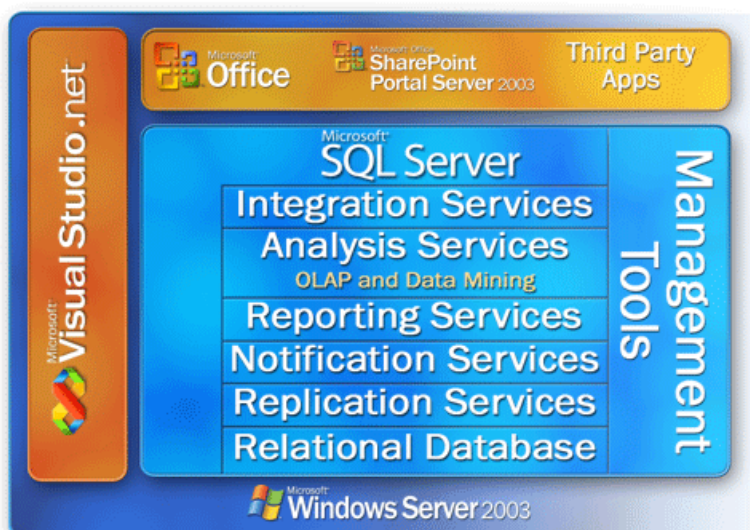 Microsoft
Visual Studio .net
Microsoft
Office
Microsoft Office
SharePoint
Portal Server 2003
Third Party
Apps
Microsoft
SQL Server
Integration Services
Analysis Services
OLAP and Data Mining
Reporting Services
Notification Services
Replication Services
Relational Database
Management
Tools
Microsoft
Windows Server 2003